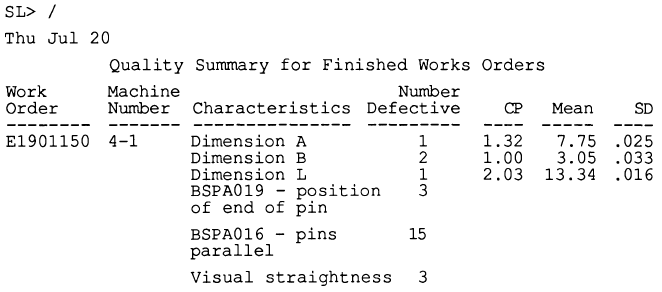 SL> /
Thu Jul 20
Quality Summary for Finished Works Orders
Work Machine Number
Order Number Characteristics Defective CP Mean SD
-------- ------- --------------- --------- ---- ----- ----
E1901150 4-1 Dimension A 1 1.32 7.75 .025
Dimension B 2 1.00 3.05 .033
Dimension L 1 2.03 13.34 .016
BSPA019 - position 3
of end of pin
BSPA016 - pins 15
parallel
Visual straightness 3